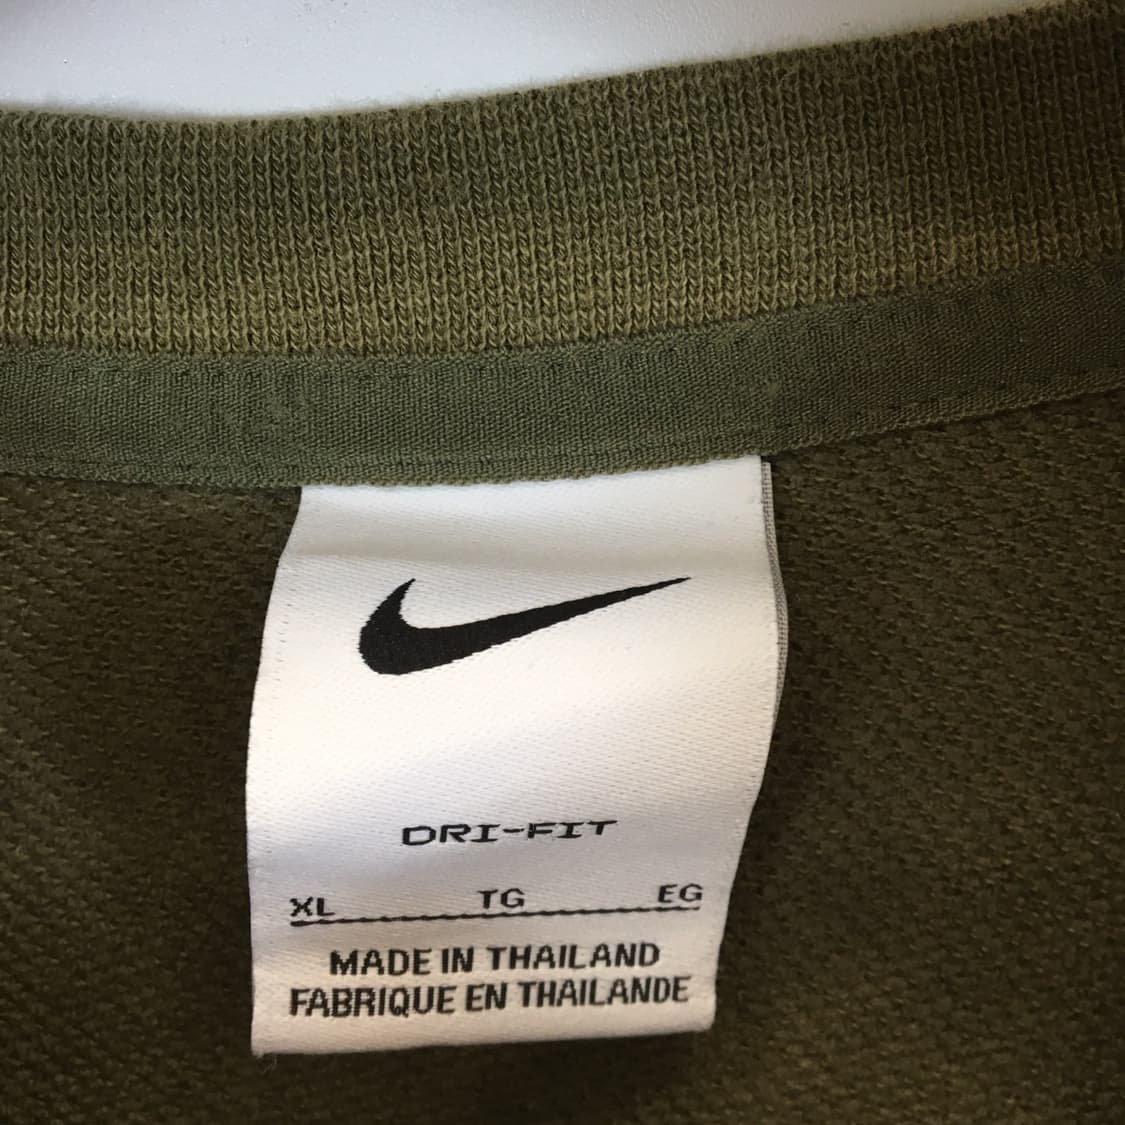 DRI-FIT
XL TG EG
MADE IN THAILAND
FABRIQUE EN THAILANDE